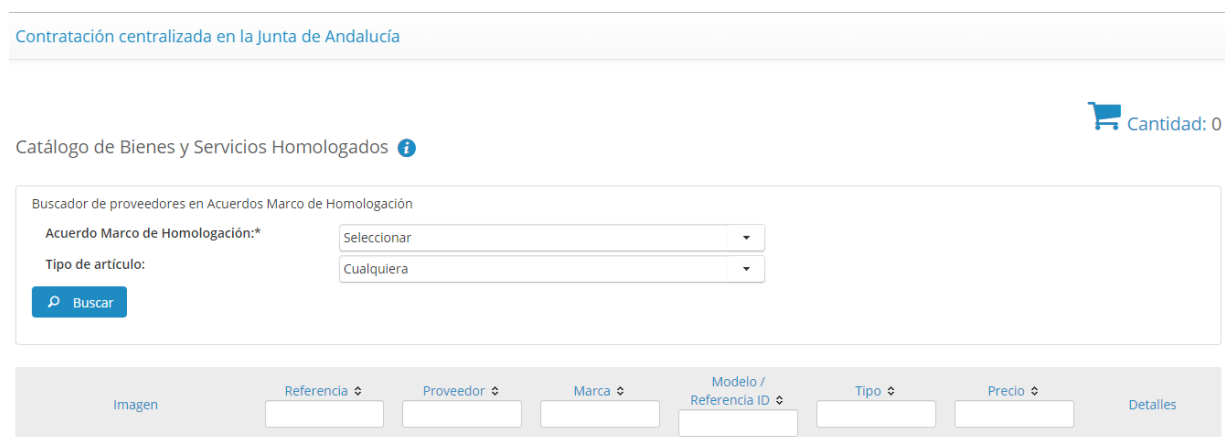 Contratación centralizada en la Junta de Andalucía
Cantidad: 0
Catálogo de Bienes y Servicios Homologados
Buscador de proveedores en Acuerdos Marco de Homologación
Acuerdo Marco de Homologación:*
Seleccionar
Tipo de artículo:
Cualquiera
Buscar
Imagen
Referencia
Proveedor
Marca
Modelo /
Referencia ID
Tipo
Precio
Detalles